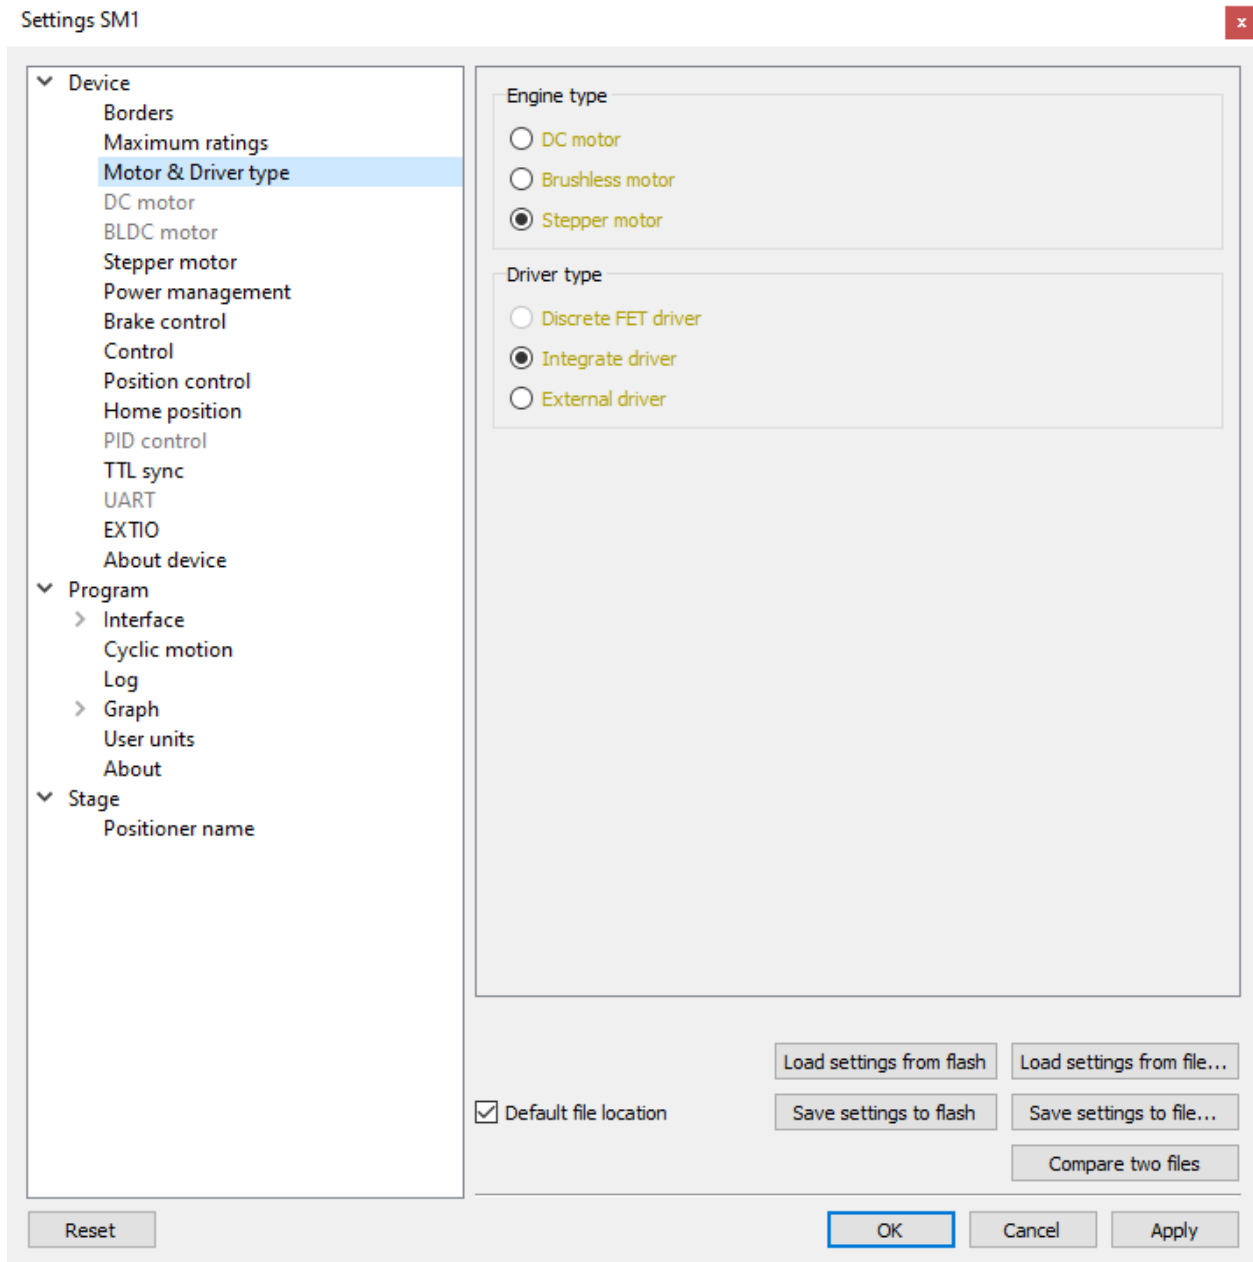 Settings SM1
x
Device
Borders
Maximum ratings
Motor & Driver type
DC motor
BLDC motor
Stepper motor
Power management
Brake control
Control
Position control
Home position
PID control
TTL sync
UART
EXTIO
About device
Program
Interface
Cyclic motion
Log
Graph
User units
About
Stage
Positioner name
Engine type
DC motor
Brushless motor
Stepper motor
Driver type
Discrete FET driver
Integrate driver
External driver
Load settings from flash
Load settings from file...
Default file location
Save settings to flash
Save settings to file...
Compare two files
Reset
OK
Cancel
Apply